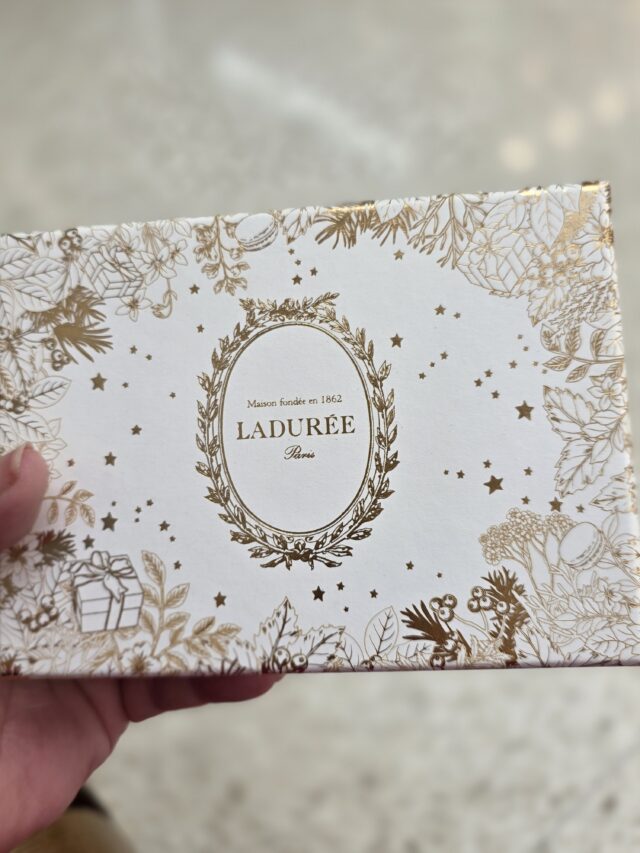 Maison fondée en 1862
LADURÉE
Paris